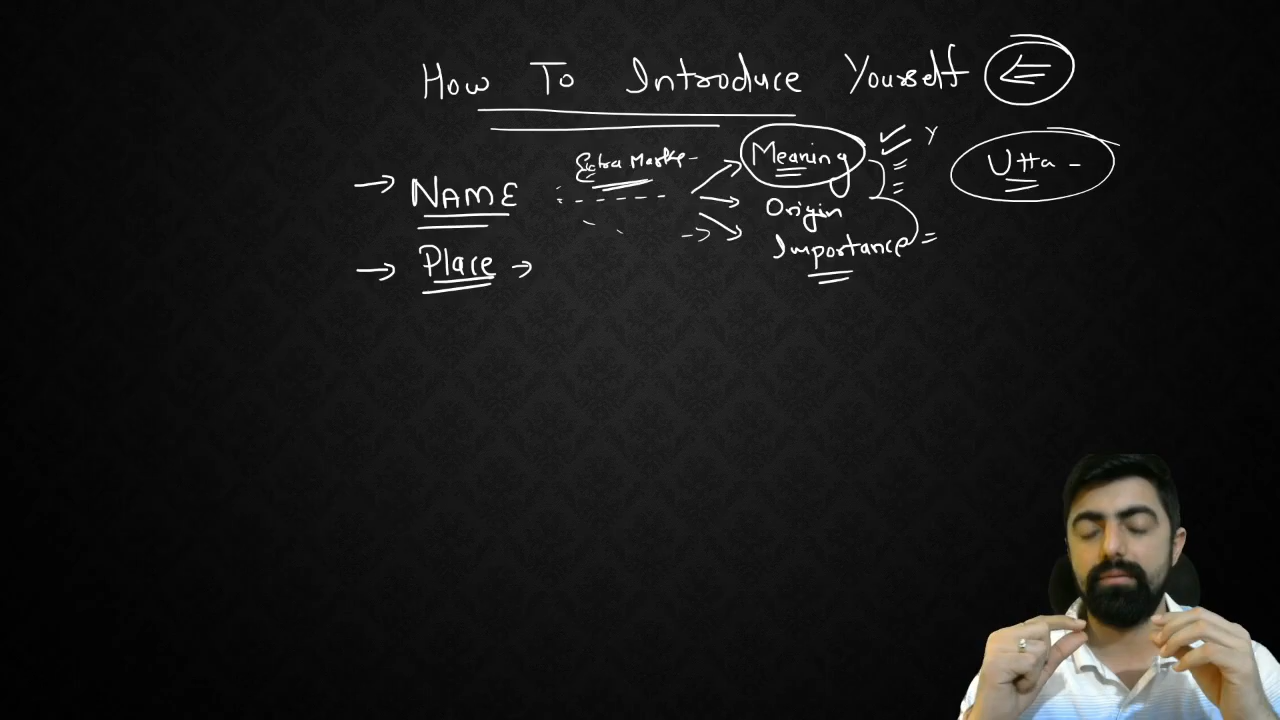 How To Introduce Yourself
Extra Marks
Meaning
Utta -
NAME
Origin
Importance
Place